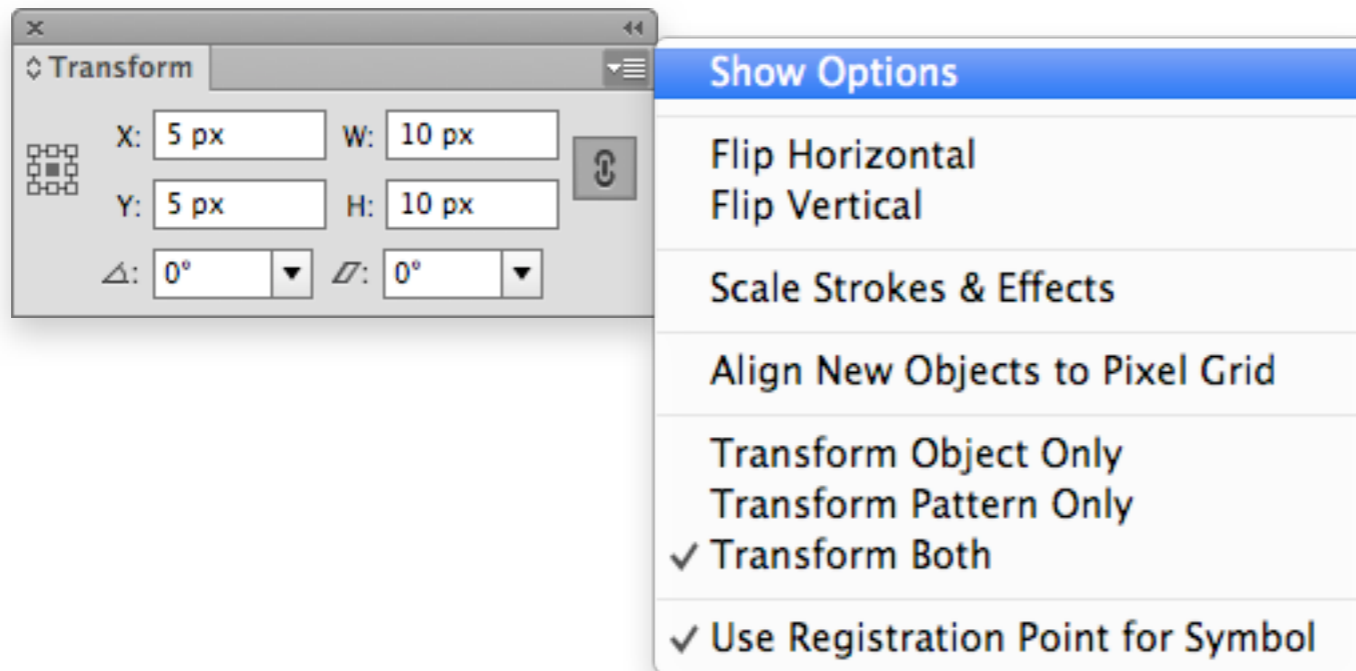 Transform
X: 5 px W: 10 px
Y: 5 px H: 10 px
0° 0°
Show Options
Flip Horizontal
Flip Vertical
Scale Strokes & Effects
Align New Objects to Pixel Grid
Transform Object Only
Transform Pattern Only
Transform Both
Use Registration Point for Symbol